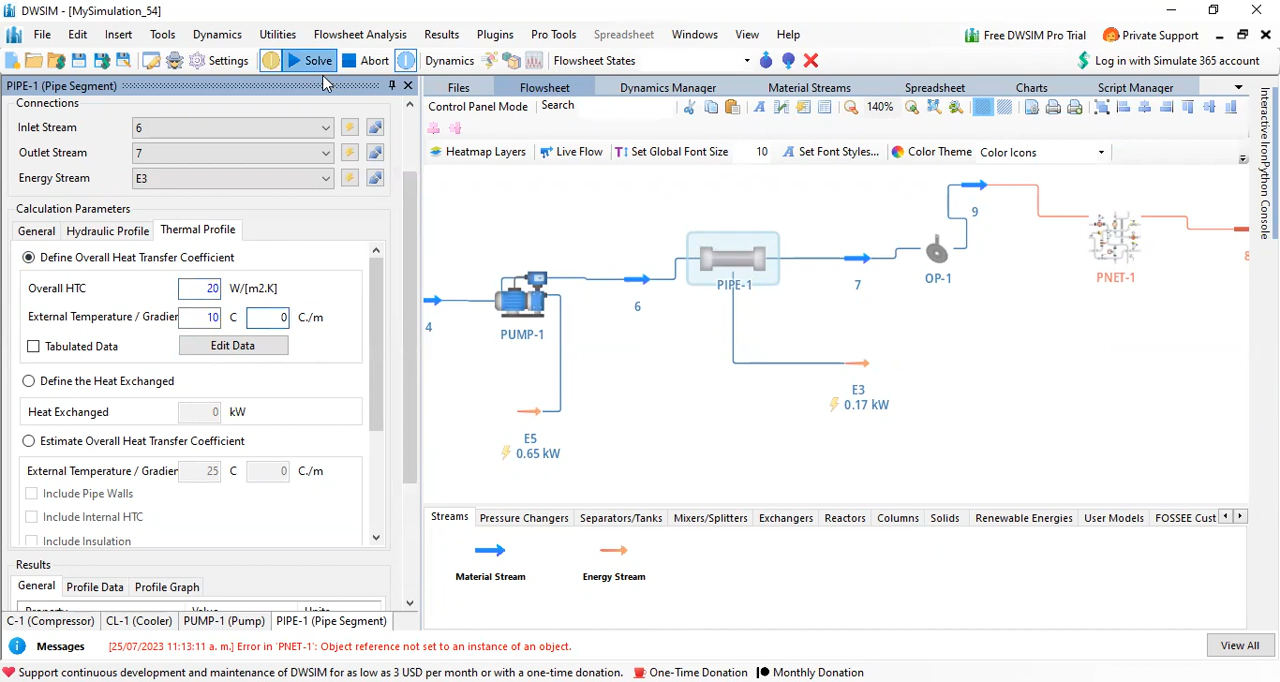 DWSIM - [MySimulation_54]
File Edit Insert Tools Dynamics Utilities Flowsheet Analysis Results Plugins Pro Tools Spreadsheet Windows View Help Free DWSIM Pro Trial Private Support
Settings Solve Abort Dynamics Flowsheet States Log in with Simulate 365 account
PIPE-1 (Pipe Segment)
Files Flowsheet Dynamics Manager Material Streams Spreadsheet Charts Script Manager
Connections
Control Panel Mode Search 140%
Inlet Stream 6
Outlet Stream 7
Heatmap Layers Live Flow Set Global Font Size 10 Set Font Styles... Color Theme Color Icons
Energy Stream E3
Interactive IronPython Console
Calculation Parameters
General Hydraulic Profile Thermal Profile
Define Overall Heat Transfer Coefficient
Overall HTC 20 W/[m2.K]
External Temperature / Gradien 10 C 0 C./m
Tabulated Data Edit Data
Define the Heat Exchanged
Heat Exchanged 0 kW
Estimate Overall Heat Transfer Coefficient
External Temperature / Gradien 25 C 0 C./m
Include Pipe Walls
Include Internal HTC
Include Insulation
Results
General Profile Data Profile Graph
4
PUMP-1
6
PIPE-1
7
OP-1
9
PNET-1
8
E5
0.65 kW
E3
0.17 kW
Streams Pressure Changers Separators/Tanks Mixers/Splitters Exchangers Reactors Columns Solids Renewable Energies User Models FOSSEE Cust
Material Stream Energy Stream
C-1 (Compressor) CL-1 (Cooler) PUMP-1 (Pump) PIPE-1 (Pipe Segment)
Messages [25/07/2023 11:13:11 a. m.] Error in 'PNET-1': Object reference not set to an instance of an object. View All
Support continuous development and maintenance of DWSIM for as low as 3 USD per month or with a one-time donation. One-Time Donation Monthly Donation